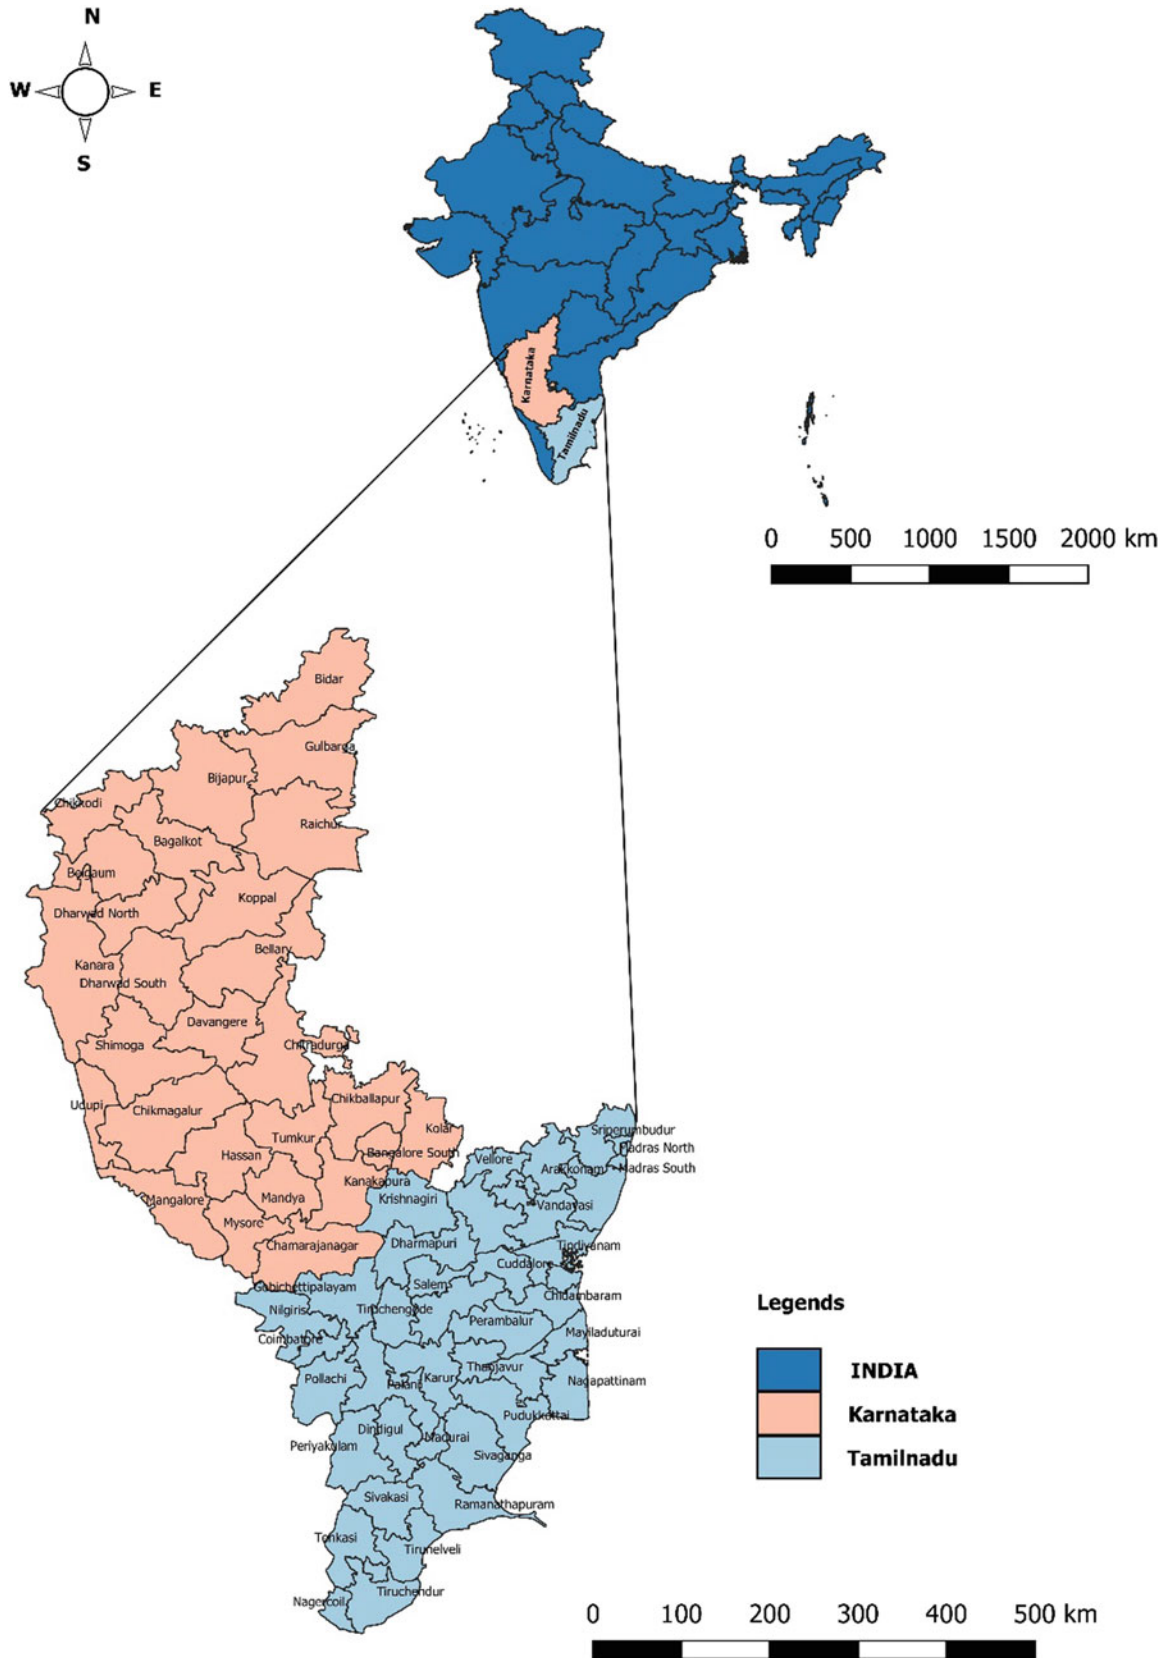 N
W E
S
Karnataka
Tamilnadu
0 500 1000 1500 2000 km
Bidar
Gulbarga
Bijapur
Chikkodi
Raichur
Bagalkot
Belgaum
Koppal
Dharwad North
Bellary
Kanara
Dharwad South
Davangere
Shimoga
Chitradurga
Chikballapur
Udupi
Chikmagalur
Kolar
Tumkur
Sriperumbudur
Madras North
Bangalore South
Hassan
Vellore
Arakkonam
Madras South
Kanakapura
Mandya
Krishnagiri
Mangalore
Vandavasi
Mysore
Chamarajanagar
Dharmapuri
Tindivanam
Cuddalore
Gobichettipalayam
Salem
Chidambaram
Nilgiris
Tiruchengode
Perambalur
Mayiladuturai
Coimbatore
Thanjavur
Pollachi
Palani
Karur
Nagapattinam
Pudukkottai
Dindigul
Madurai
Periyakulam
Sivaganga
Sivakasi
Ramanathapuram
Tenkasi
Tirunelveli
Tiruchendur
Nagercoil
Legends
INDIA
Karnataka
Tamilnadu
0 100 200 300 400 500 km